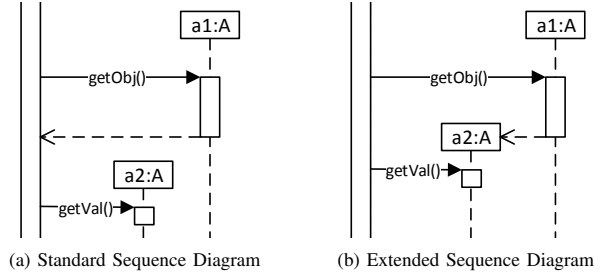 a1:A
getObj()
a2:A
getVal()
(a) Standard Sequence Diagram
a1:A
getObj()
a2:A
getVal()
(b) Extended Sequence Diagram